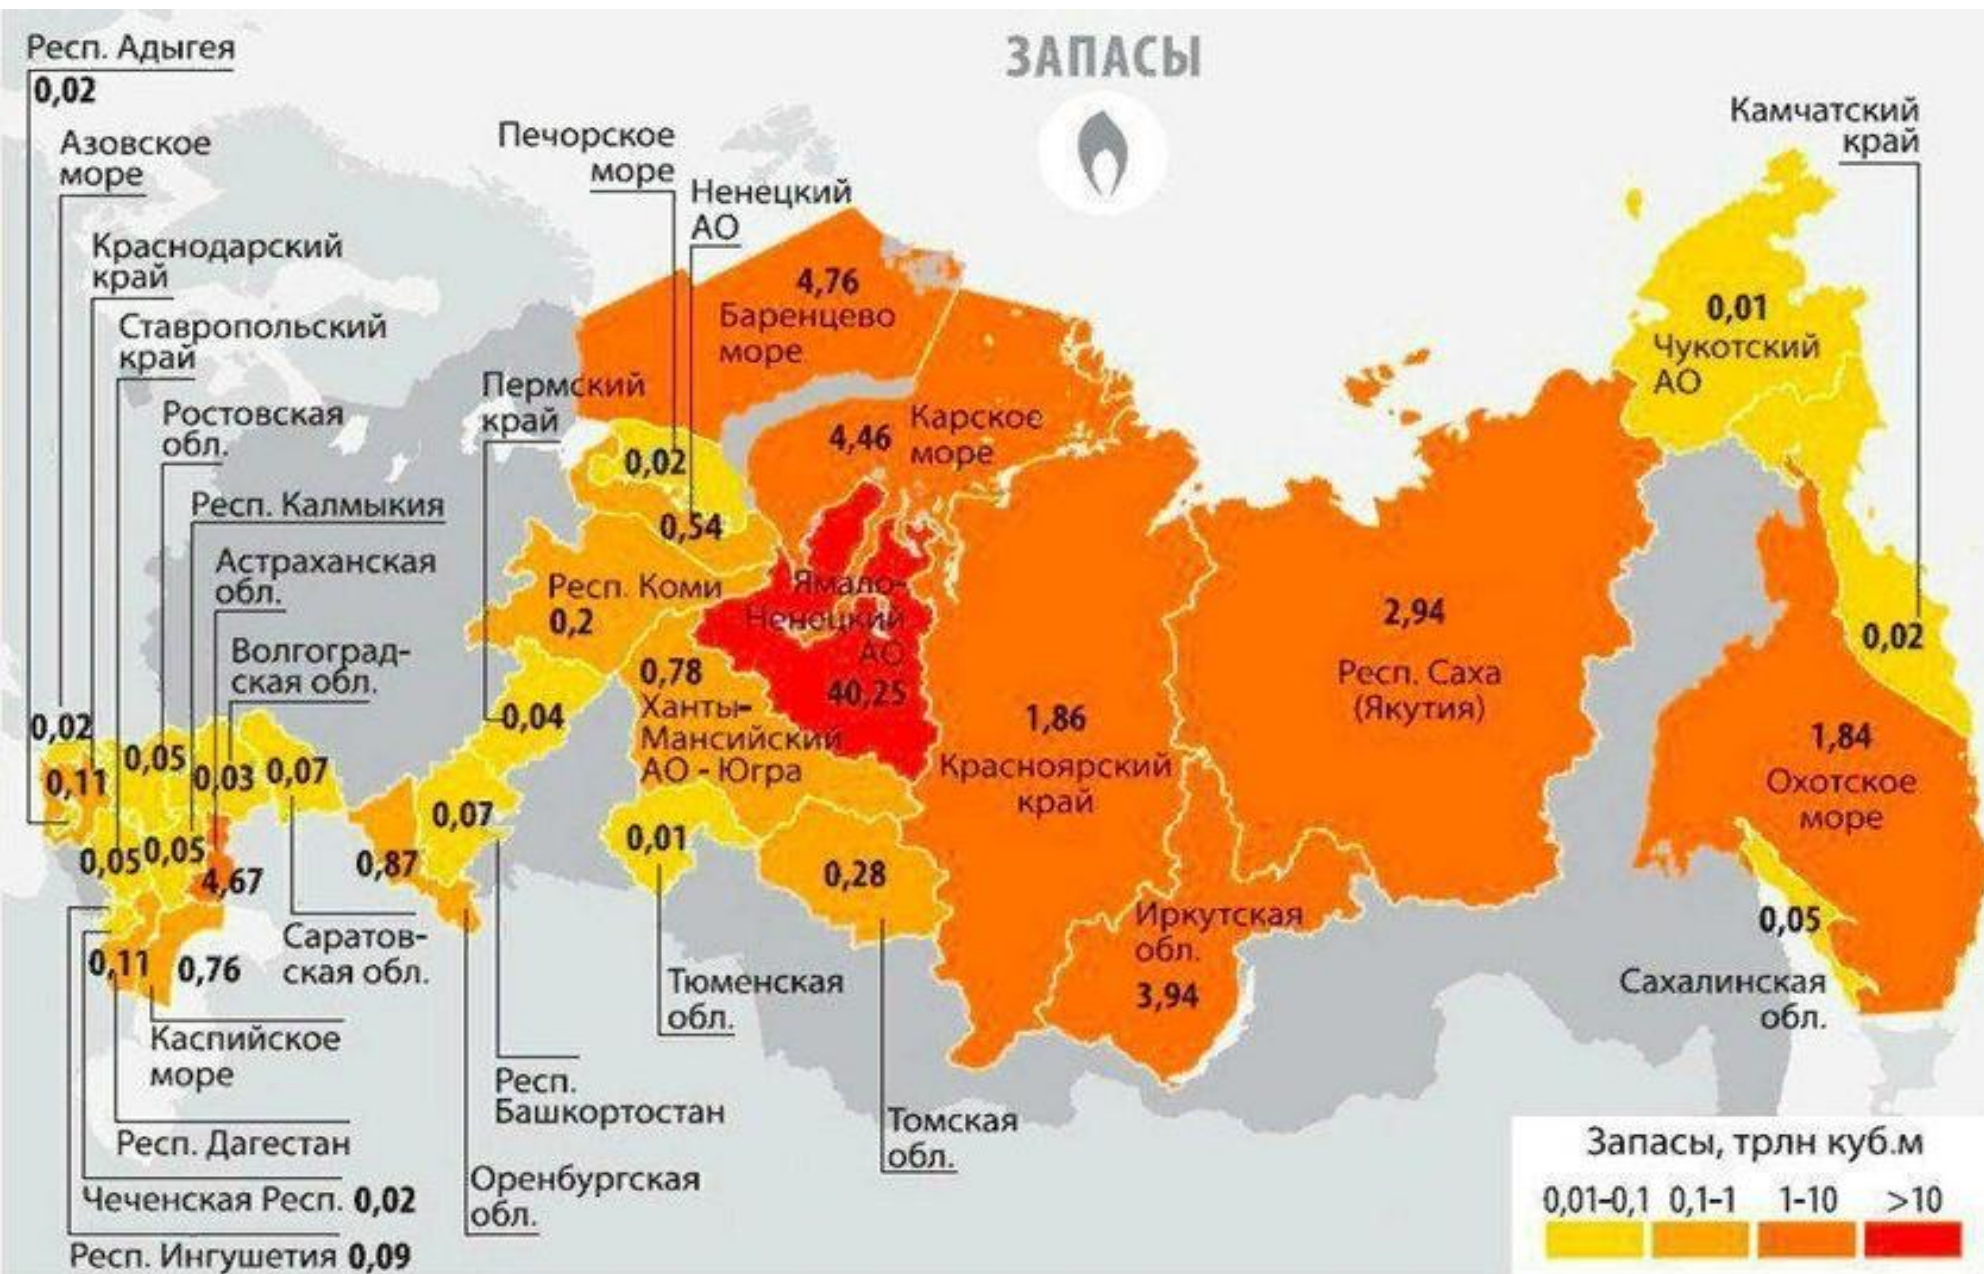 ЗАПАСЫ
Респ. Адыгея
0,02
Азовское
море
Краснодарский
край
Ставропольский
край
Ростовская
обл.
Респ. Калмыкия
Астраханская
обл.
Волгоград-
ская обл.
Печорское
море
Ненецкий
АО
Пермский
край
4,76
Баренцево
море
4,46
Карское
море
0,02
0,54
Респ. Коми
0,2
Ямало-
Ненецкий
АО
40,25
0,78
Ханты-
Мансийский
АО - Югра
0,04
1,86
Красноярский
край
2,94
Респ. Саха
(Якутия)
Камчатский
край
0,01
Чукотский
АО
0,02
1,84
Охотское
море
0,05
Сахалинская
обл.
0,02
0,11
0,05
0,03
0,07
0,05
0,05
4,67
0,87
0,07
0,01
0,28
Иркутская
обл.
3,94
0,11
0,76
Саратов-
ская обл.
Каспийское
море
Респ. Дагестан
Чеченская Респ. 0,02
Респ. Ингушетия 0,09
Тюменская
обл.
Респ.
Башкортостан
Оренбургская
обл.
Томская
обл.
Запасы, трлн куб.м
0,01-0,1 0,1-1 1-10 >10